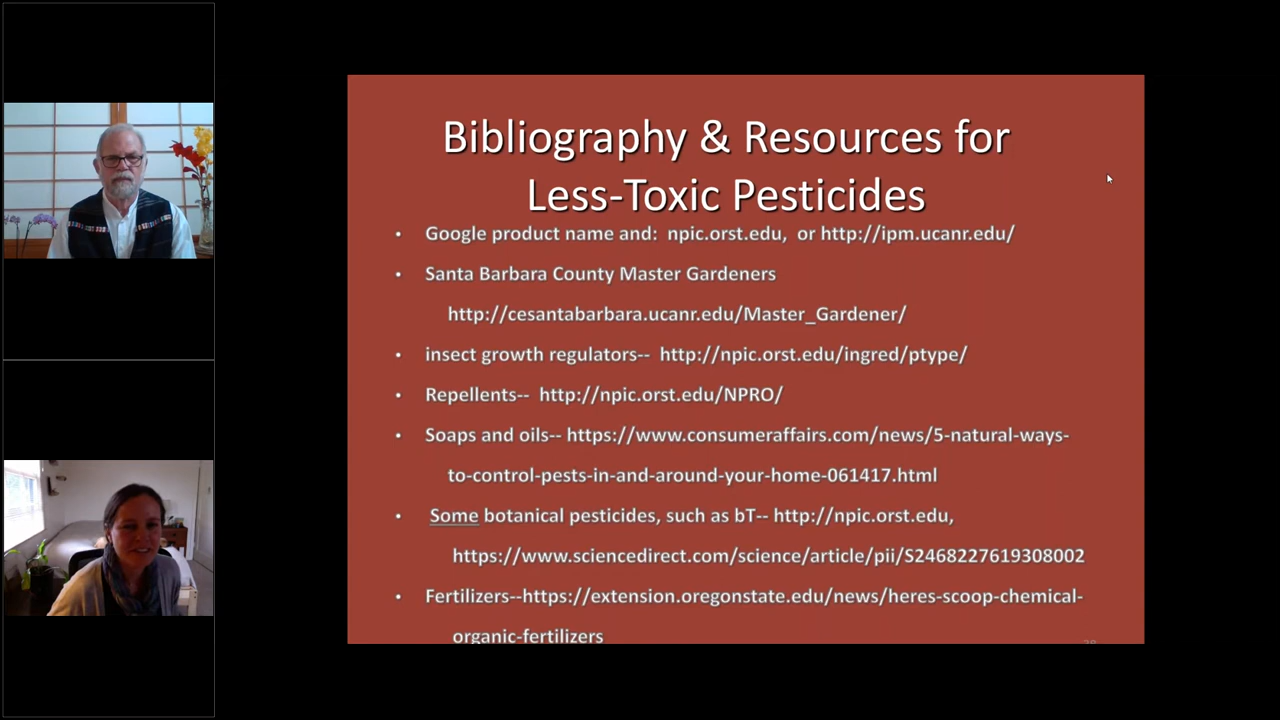 Bibliography & Resources for
Less-Toxic Pesticides
• Google product name and: npic.orst.edu, or http://ipm.ucanr.edu/
• Santa Barbara County Master Gardeners
http://cesantabarbara.ucanr.edu/Master_Gardener/
• insect growth regulators-- http://npic.orst.edu/ingred/ptype/
• Repellents-- http://npic.orst.edu/NPRO/
• Soaps and oils-- https://www.consumeraffairs.com/news/5-natural-ways-
to-control-pests-in-and-around-your-home-061417.html
• Some botanical pesticides, such as bT-- http://npic.orst.edu,
https://www.sciencedirect.com/science/article/pii/S2468227619308002
• Fertilizers--https://extension.oregonstate.edu/news/heres-scoop-chemical-
organic-fertilizers